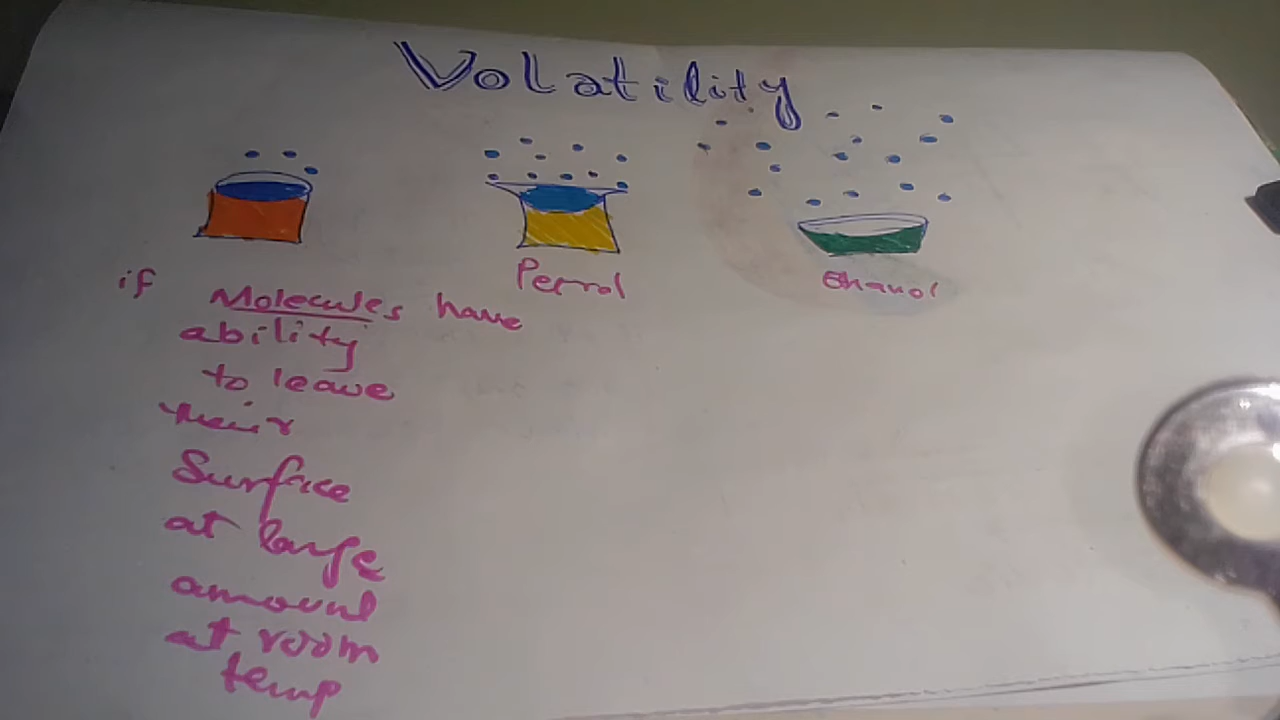 Volatility
Petrol
Ethanol
if Molecules have
ability
to leave
their
Surface
at large
amount
at room
temp